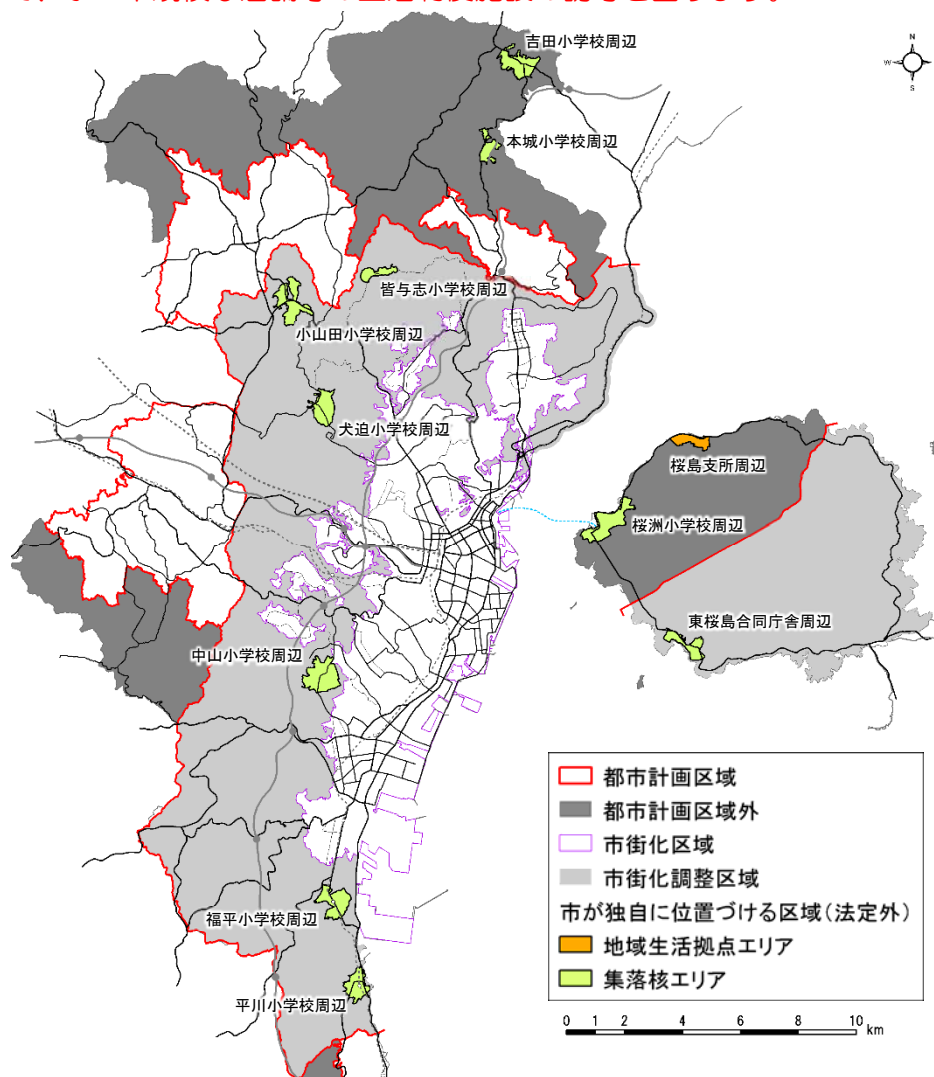 吉田小学校周辺
N
W
S
本城小学校周辺
皆与志小学校周辺
小山田小学校周辺
犬迫小学校周辺
桜島支所周辺
桜洲小学校周辺
東桜島合同庁舎周辺
中山小学校周辺
福平小学校周辺
平川小学校周辺
都市計画区域
都市計画区域外
市街化区域
市街化調整区域
市が独自に位置づける区域(法定外)
地域生活拠点エリア
集落核エリア
0 1 2 4 6 8 10 km